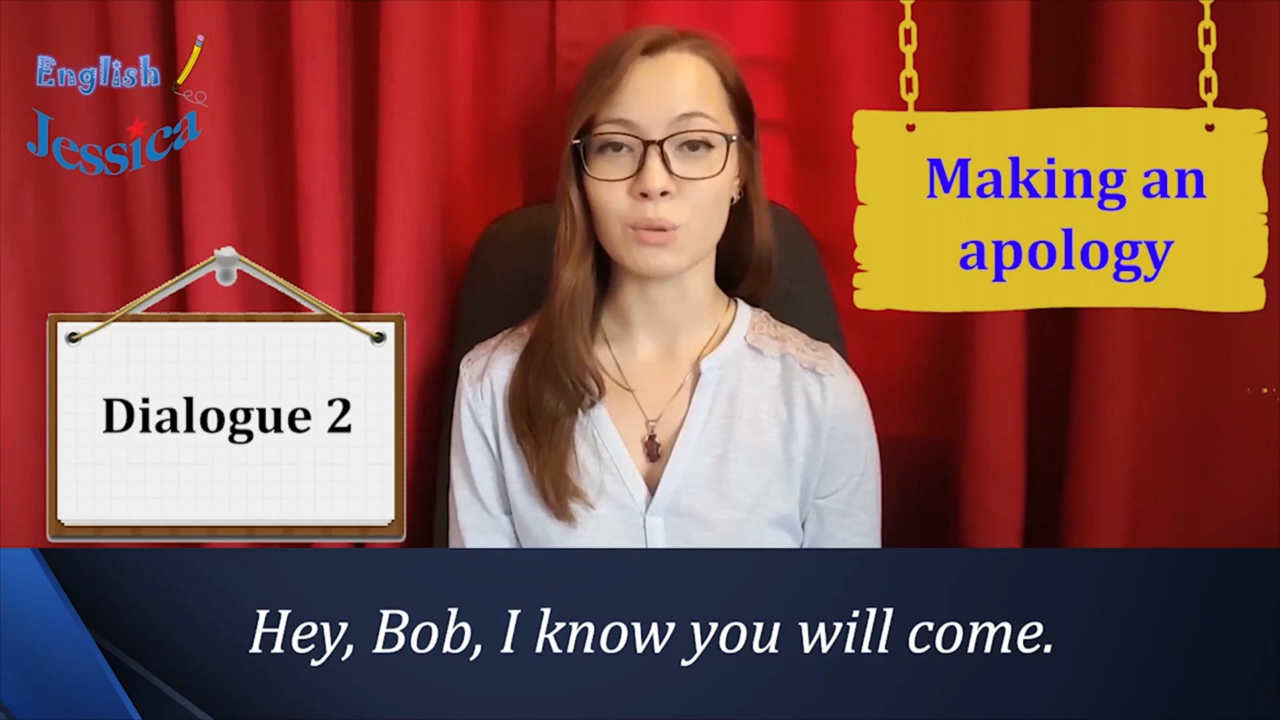 English
Jessica
Making an
apology
Dialogue 2
Hey, Bob, I know you will come.